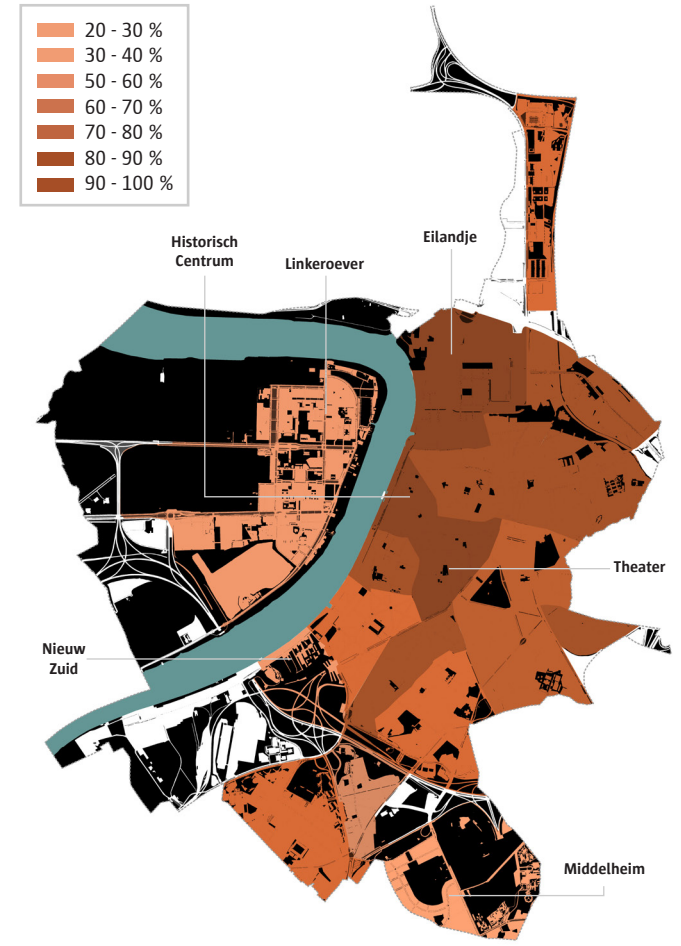 20 - 30 %
30 - 40 %
50 - 60 %
60 - 70 %
70 - 80 %
80 - 90 %
90 - 100 %
Historisch
Centrum
Linkeroever
Eilandje
Theater
Nieuw
Zuid
Middelheim